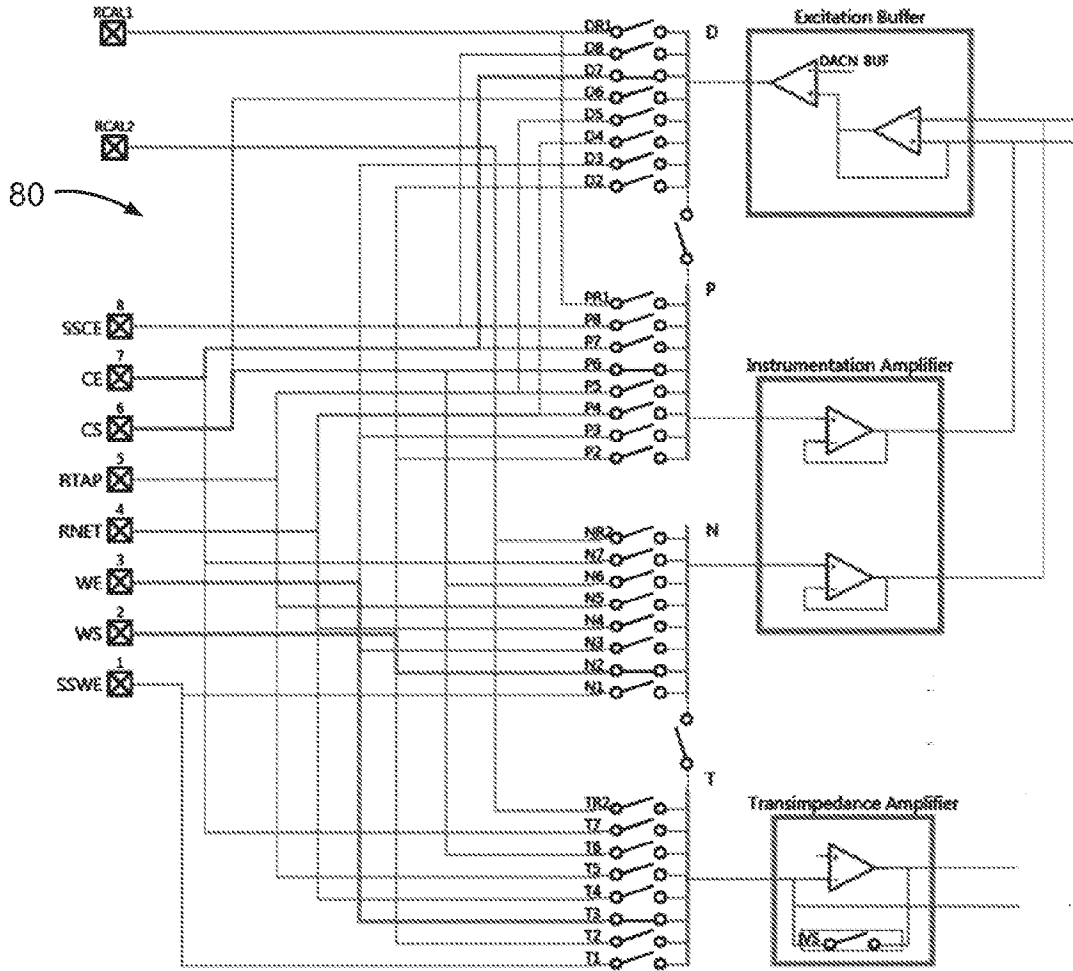 RCAL1
RCAL2
80
8
SSCE
7
CE
6
CS
5
RTAP
4
RNET
3
WE
2
WS
1
SSWE
DR1
D8
D7
D6
D5
D4
D3
D2
D
PR1
P8
P7
P6
P5
P4
P3
P2
P
NR2
N7
N6
N5
N4
N3
N2
N1
N
TR2
T7
T6
T5
T4
T3
T2
T1
T
Excitation Buffer
DACN BUF
Instrumentation Amplifier
Transimpedance Amplifier